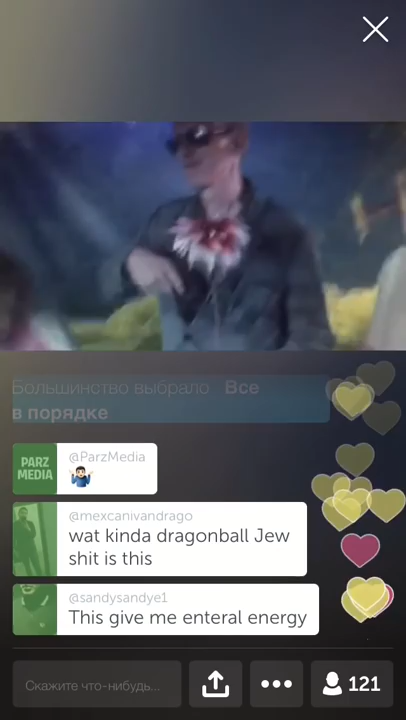 Большинство выбрало Все
в порядке
PARZ
MEDIA
@ParzMedia
🤷🏻‍♂️
@mexcanivandrago
wat kinda dragonball Jew
shit is this
@sandysandye1
This give me enteral energy
Скажите что-нибудь...
121